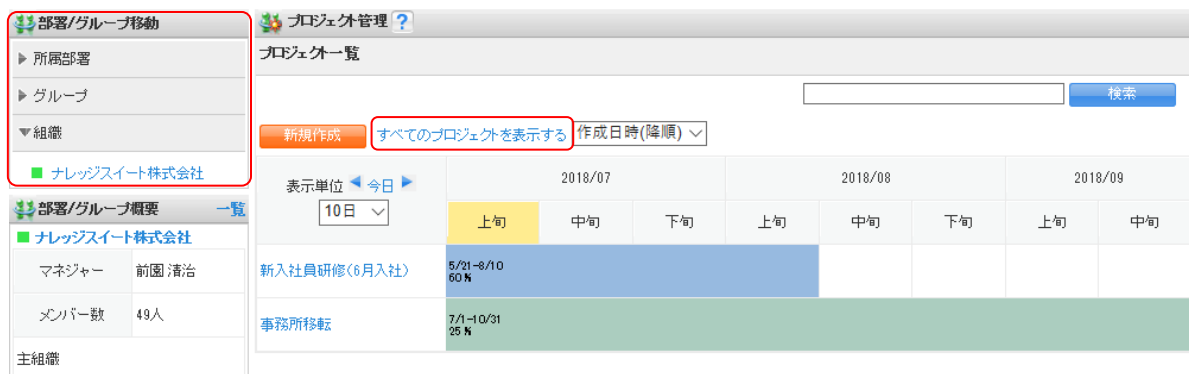 部署/グループ移動
所属部署
グループ
組織
ナレッジスイート株式会社
部署/グループ概要 一覧
ナレッジスイート株式会社
マネジャー 前園 清治
メンバー数 49人
主組織
プロジェクト管理 ?
プロジェクト一覧
検索
新規作成 すべてのプロジェクトを表示する 作成日時(降順)
表示単位 今日
10日
2018/07 2018/08 2018/09
上旬 中旬 下旬 上旬 中旬 下旬 上旬 中旬
新入社員研修(6月入社)
5/21-8/10
60 %
事務所移転
7/1-10/31
25 %